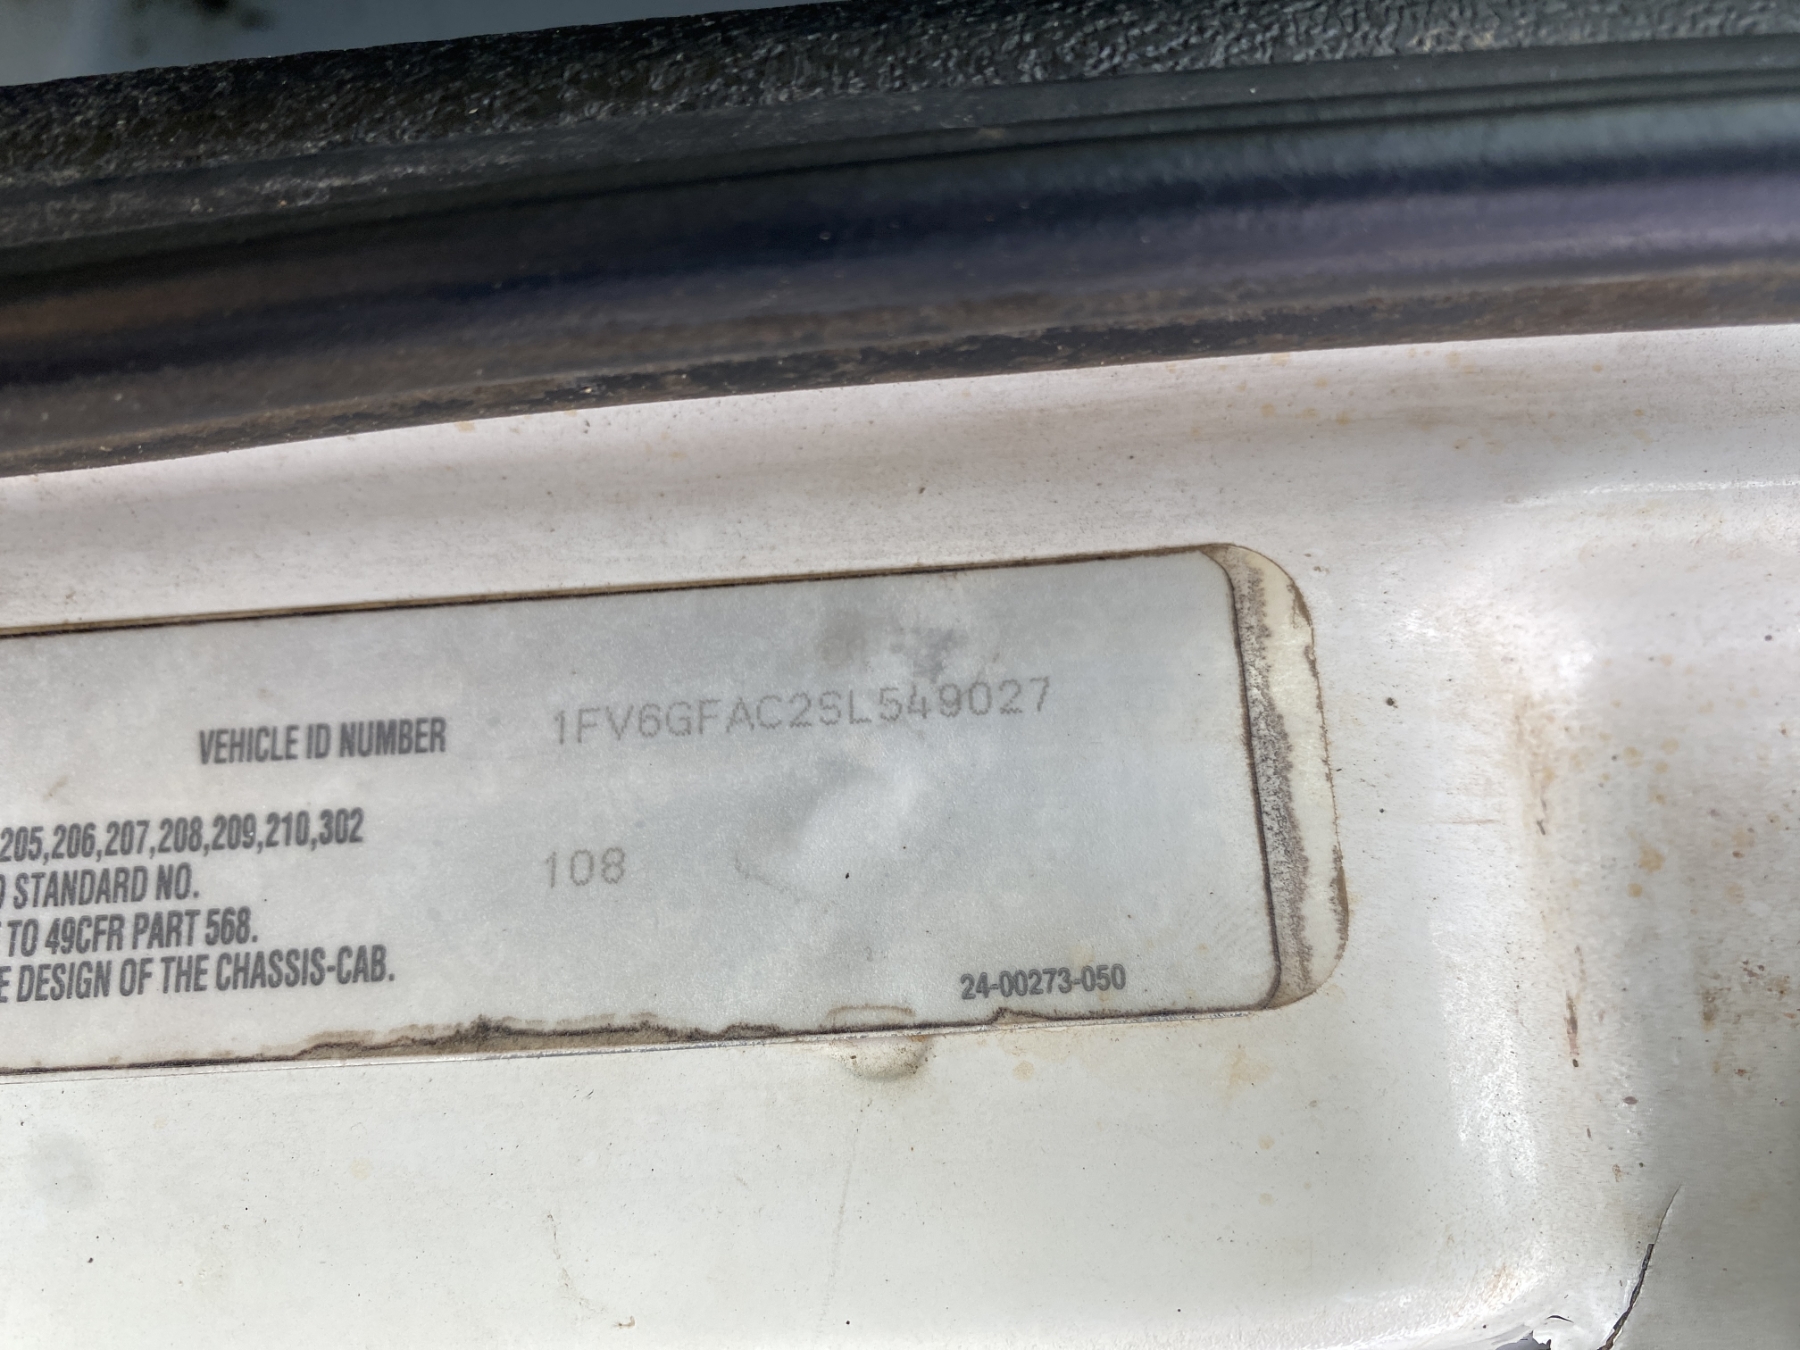 VEHICLE ID NUMBER 1FV6GFAC2SL549027
205,206,207,208,209,210,302
STANDARD NO. 108
TO 49CFR PART 568.
E DESIGN OF THE CHASSIS-CAB.
24-00273-050